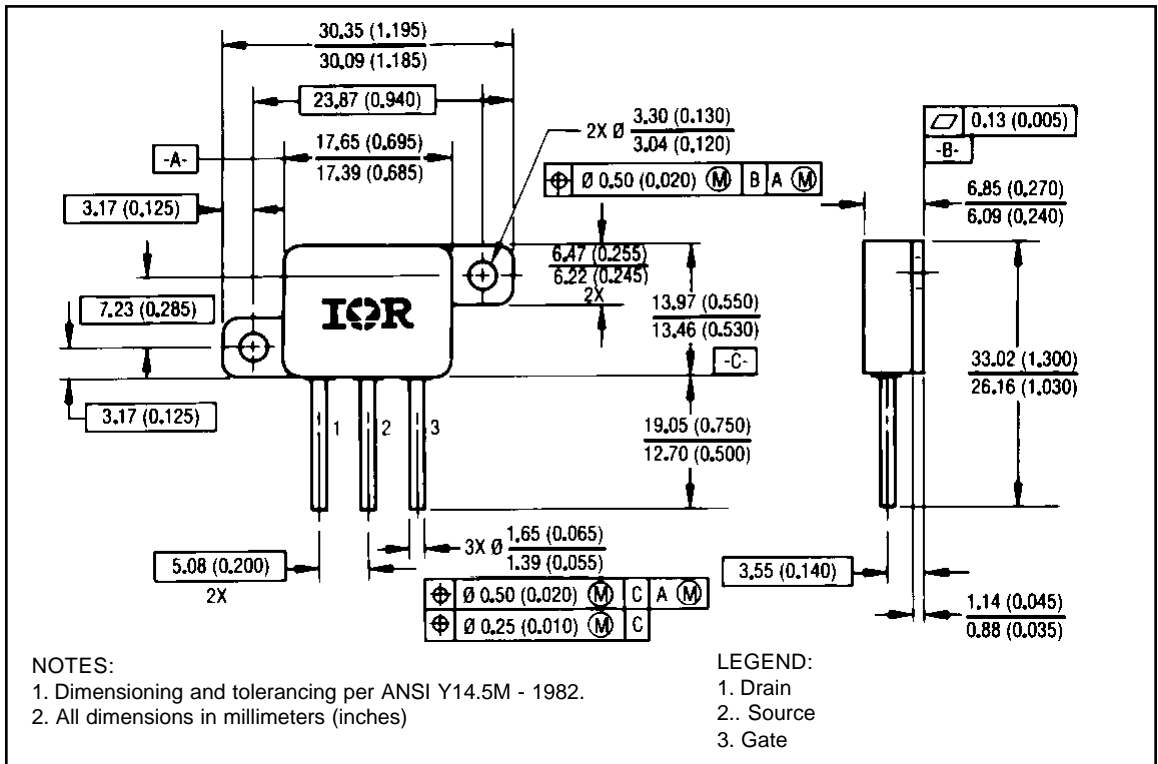 30.35 (1.195)
30.09 (1.185)
23.87 (0.940)
17.65 (0.695)
17.39 (0.685)
-A-
3.17 (0.125)
2X Ø 3.30 (0.130)
3.04 (0.120)
⌖ Ø 0.50 (0.020) Ⓜ B A Ⓜ
▱ 0.13 (0.005)
-B-
6.85 (0.270)
6.09 (0.240)
6.47 (0.255)
6.22 (0.245)
2X
7.23 (0.285)
IOR
13.97 (0.550)
13.46 (0.530)
-C-
33.02 (1.300)
26.16 (1.030)
3.17 (0.125)
1 2 3
19.05 (0.750)
12.70 (0.500)
5.08 (0.200)
2X
3X Ø 1.65 (0.065)
1.39 (0.055)
⌖ Ø 0.50 (0.020) Ⓜ C A Ⓜ
⌖ Ø 0.25 (0.010) Ⓜ C
3.55 (0.140)
1.14 (0.045)
0.88 (0.035)
NOTES:
1. Dimensioning and tolerancing per ANSI Y14.5M - 1982.
2. All dimensions in millimeters (inches)
LEGEND:
1. Drain
2.. Source
3. Gate